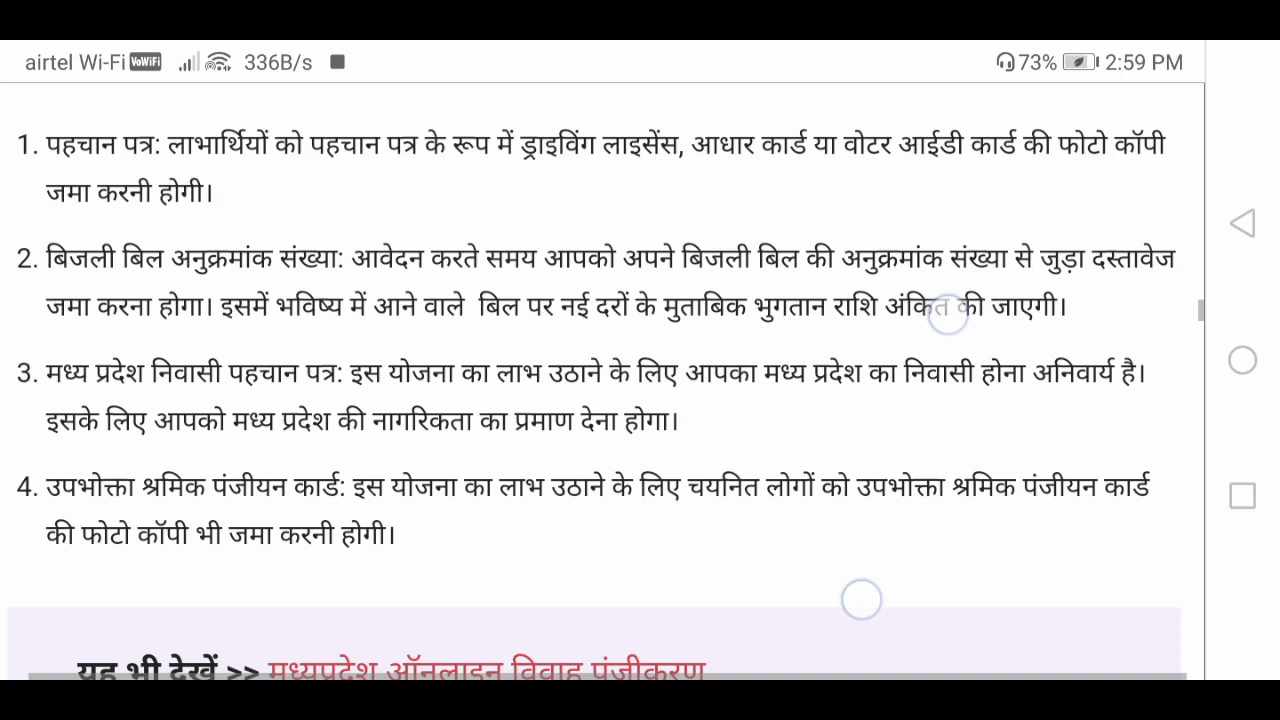 airtel Wi-Fi VoWiFi 336B/s 73% 2:59 PM
1. पहचान पत्र: लाभार्थियों को पहचान पत्र के रूप में ड्राइविंग लाइसेंस, आधार कार्ड या वोटर आईडी कार्ड की फोटो कॉपी
जमा करनी होगी।
2. बिजली बिल अनुक्रमांक संख्या: आवेदन करते समय आपको अपने बिजली बिल की अनुक्रमांक संख्या से जुड़ा दस्तावेज
जमा करना होगा। इसमें भविष्य में आने वाले बिल पर नई दरों के मुताबिक भुगतान राशि अंकित की जाएगी।
3. मध्य प्रदेश निवासी पहचान पत्र: इस योजना का लाभ उठाने के लिए आपका मध्य प्रदेश का निवासी होना अनिवार्य है।
इसके लिए आपको मध्य प्रदेश की नागरिकता का प्रमाण देना होगा।
4. उपभोक्ता श्रमिक पंजीयन कार्ड: इस योजना का लाभ उठाने के लिए चयनित लोगों को उपभोक्ता श्रमिक पंजीयन कार्ड
की फोटो कॉपी भी जमा करनी होगी।
यह भी देखें >> मध्यप्रदेश ऑनलाइन विवाह पंजीकरण